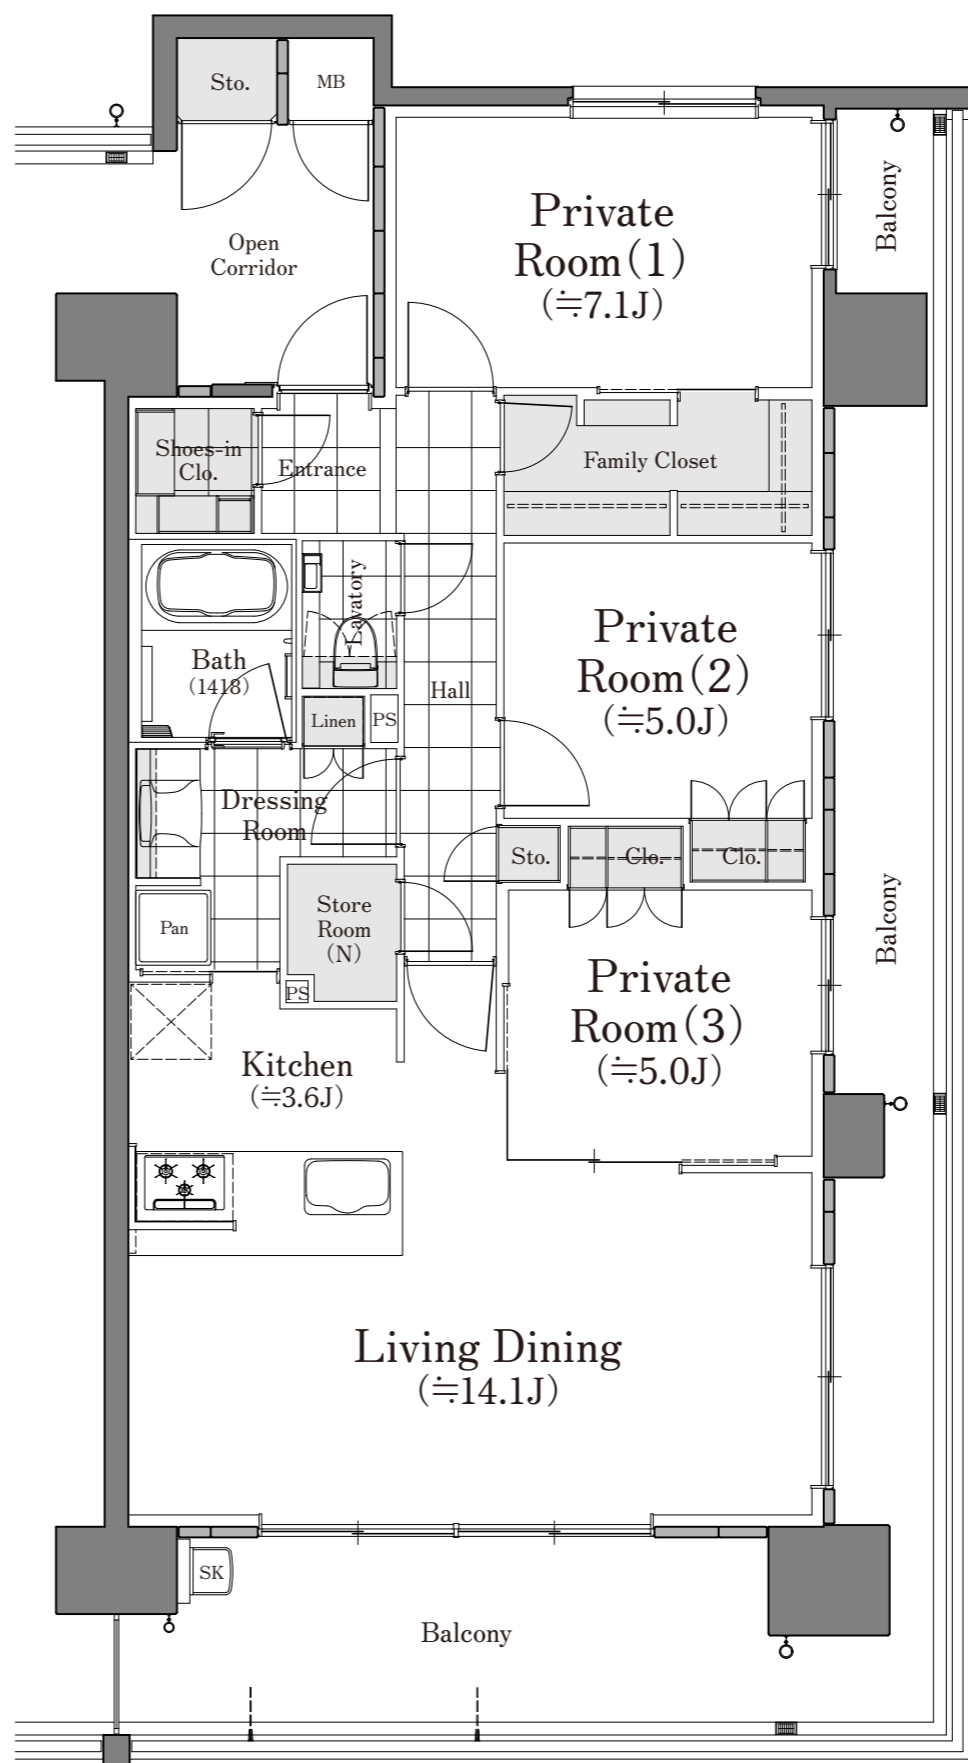 Sto.
MB
Open
Corridor
Private
Room(1)
(≒7.1J)
Balcony
Shoes-in
Clo.
Entrance
Family Closet
Lavatory
Bath
(1418)
Private
Room(2)
(≒5.0J)
Hall
Linen
PS
Dressing
Room
Sto.
Clo.
Clo.
Balcony
Pan
Store
Room
(N)
PS
Private
Room(3)
(≒5.0J)
Kitchen
(≒3.6J)
Living Dining
(≒14.1J)
SK
Balcony